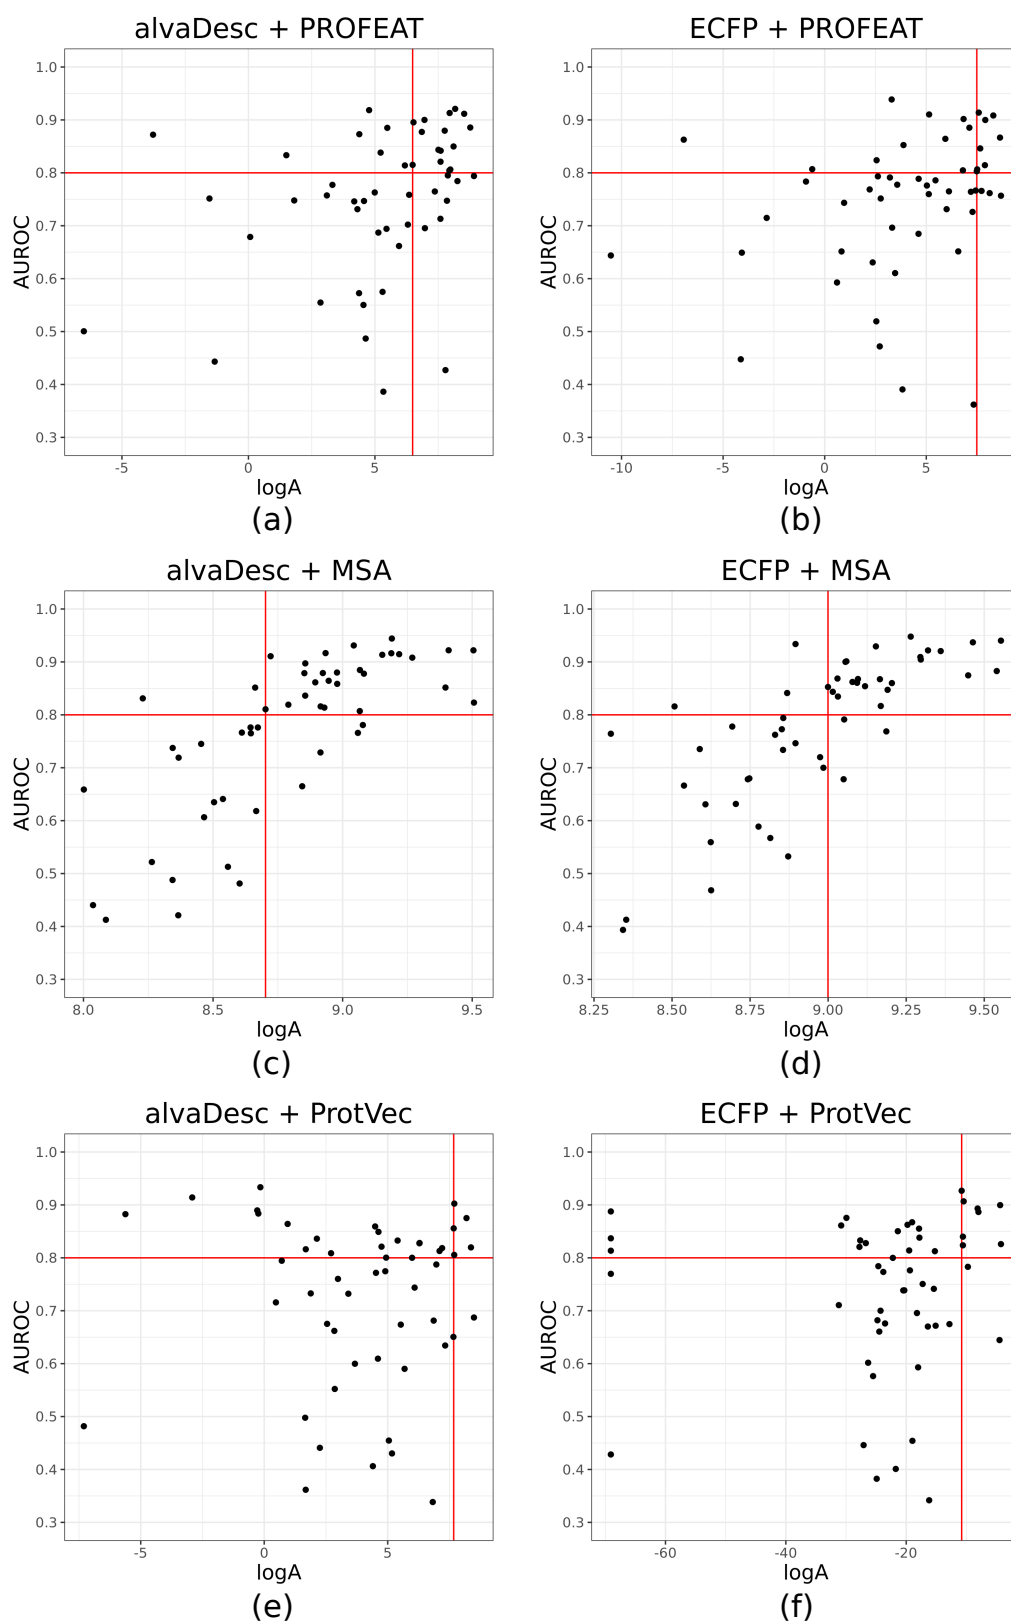 alvaDesc + PROFEAT
ECFP + PROFEAT
1.0
0.9
0.8
0.7
0.6
0.5
0.4
0.3
AUROC
-5
0
5
logA
(a)
1.0
0.9
0.8
0.7
0.6
0.5
0.4
0.3
AUROC
-10
-5
0
5
logA
(b)
alvaDesc + MSA
ECFP + MSA
1.0
0.9
0.8
0.7
0.6
0.5
0.4
0.3
AUROC
8.0
8.5
9.0
9.5
logA
(c)
1.0
0.9
0.8
0.7
0.6
0.5
0.4
0.3
AUROC
8.25
8.50
8.75
9.00
9.25
9.50
logA
(d)
alvaDesc + ProtVec
ECFP + ProtVec
1.0
0.9
0.8
0.7
0.6
0.5
0.4
0.3
AUROC
-5
0
5
logA
(e)
1.0
0.9
0.8
0.7
0.6
0.5
0.4
0.3
AUROC
-60
-40
-20
logA
(f)